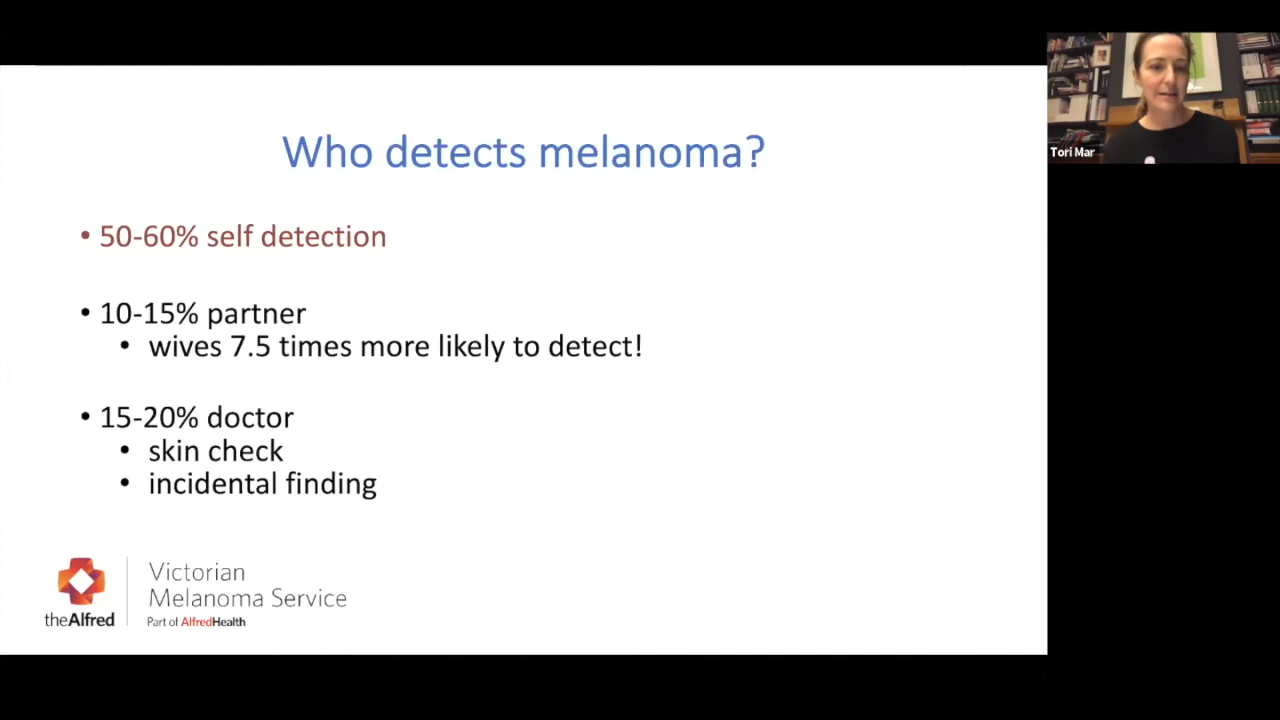 Who detects melanoma?
• 50-60% self detection
• 10-15% partner
• wives 7.5 times more likely to detect!
• 15-20% doctor
• skin check
• incidental finding
theAlfred
Victorian
Melanoma Service
Part of AlfredHealth
Tori Mar